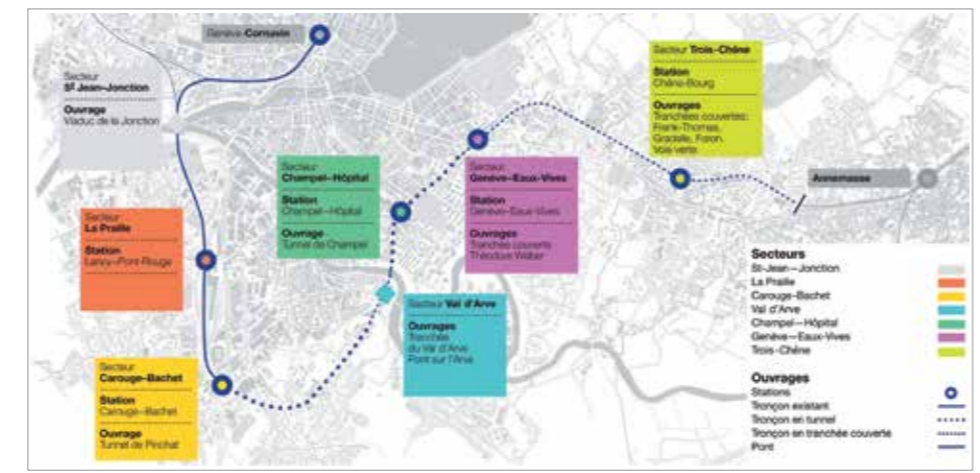 Genève-Cornavin
Secteur
St Jean-Jonction
Ouvrage
Viaduc de la Jonction
Secteur
La Praille
Station
Lancy-Pont-Rouge
Secteur
Carouge-Bachet
Station
Carouge-Bachet
Ouvrage
Tunnel de Pinchat
Secteur
Champel-Hôpital
Station
Champel-Hôpital
Ouvrage
Tunnel de Champel
Secteur Val d'Arve
Ouvrages
Tranchée
du Val d'Arve
Pont sur l'Arve
Secteur
Genève-Eaux-Vives
Station
Genève-Eaux-Vives
Ouvrages
Tranchée couverte
Théodore Weber
Secteur Trois-Chêne
Station
Chêne-Bourg
Ouvrages
Tranchées couvertes:
Frank-Thomas,
Gradelle, Foron,
Voie verte
Annemasse
Secteurs
St-Jean—Jonction
La Praille
Carouge-Bachet
Val d'Arve
Champel—Hôpital
Genève—Eaux-Vives
Trois-Chêne
Ouvrages
Stations
Tronçon existant
Tronçon en tunnel
Tronçon en tranchée couverte
Pont